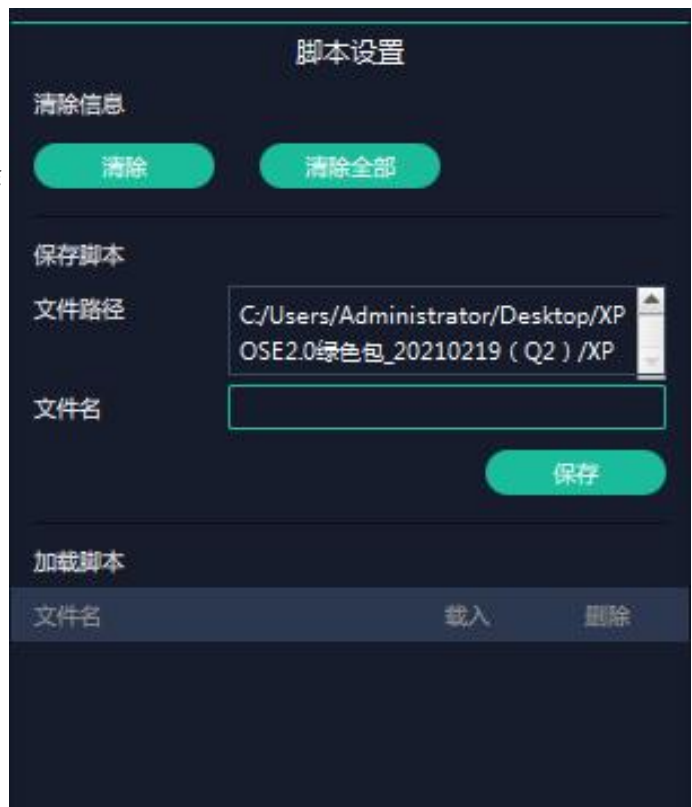 脚本设置
清除信息
清除 清除全部
保存脚本
文件路径 C:/Users/Administrator/Desktop/XP
OSE2.0绿色包_20210219（Q2）/XP
文件名
保存
加载脚本
文件名 载入 删除